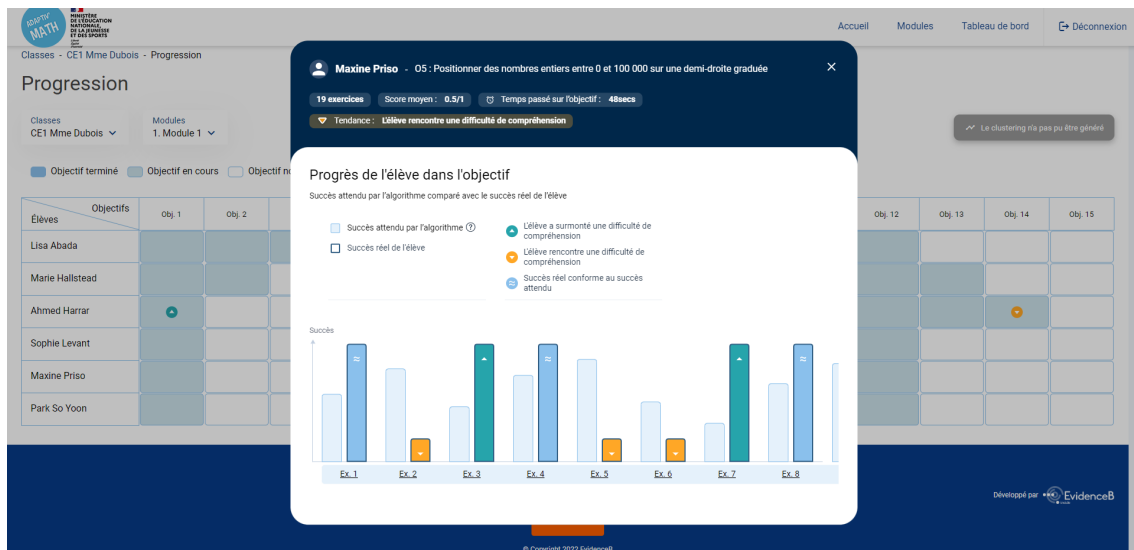 ADAPTIV'
MATH
MINISTÈRE
DE L'ÉDUCATION
NATIONALE,
DE LA JEUNESSE
ET DES SPORTS
Accueil
Modules
Tableau de bord
Déconnexion
Classes - CE1 Mme Dubois - Progression
Progression
Classes
CE1 Mme Dubois
Modules
1. Module 1
Le clustering n'a pas pu être généré
Objectif terminé
Objectif en cours
Objectif no
Objectifs
Élèves
Obj. 1
Obj. 2
Obj. 12
Obj. 13
Obj. 14
Obj. 15
Lisa Abada
Marie Hallstead
Ahmed Harrar
Sophie Levant
Maxine Priso
Park So Yoon
Maxine Priso - O5 : Positionner des nombres entiers entre 0 et 100 000 sur une demi-droite graduée
19 exercices
Score moyen : 0.5/1
Temps passé sur l'objectif : 48secs
Tendance : L'élève rencontre une difficulté de compréhension
Progrès de l'élève dans l'objectif
Succès attendu par l'algorithme comparé avec le succès réel de l'élève
Succès attendu par l'algorithme ?
Succès réel de l'élève
L'élève a surmonté une difficulté de
compréhension
L'élève rencontre une difficulté de
compréhension
Succès réel conforme au succès
attendu
Succès
Ex. 1
Ex. 2
Ex. 3
Ex. 4
Ex. 5
Ex. 6
Ex. 7
Ex. 8
Développé par EvidenceB
© Copyright 2022 EvidenceB